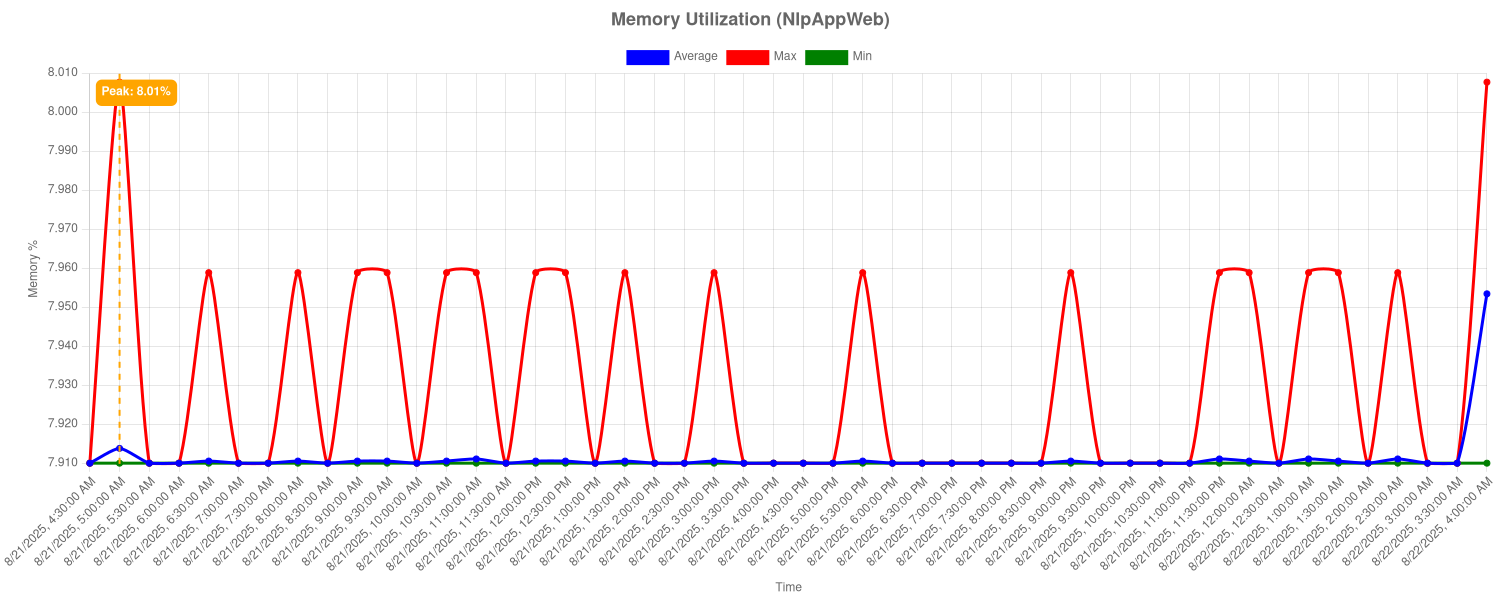 Memory Utilization (NlpAppWeb)
Average Max Min
8.010
Peak: 8.01%
8.000
7.990
7.980
7.970
7.960
7.950
7.940
7.930
7.920
7.910
Memory %
8/21/2025, 4:30:00 AM
8/21/2025, 5:00:00 AM
8/21/2025, 5:30:00 AM
8/21/2025, 6:00:00 AM
8/21/2025, 6:30:00 AM
8/21/2025, 7:00:00 AM
8/21/2025, 7:30:00 AM
8/21/2025, 8:00:00 AM
8/21/2025, 8:30:00 AM
8/21/2025, 9:00:00 AM
8/21/2025, 9:30:00 AM
8/21/2025, 10:00:00 AM
8/21/2025, 10:30:00 AM
8/21/2025, 11:00:00 AM
8/21/2025, 11:30:00 AM
8/21/2025, 12:00:00 PM
8/21/2025, 12:30:00 PM
8/21/2025, 1:00:00 PM
8/21/2025, 1:30:00 PM
8/21/2025, 2:00:00 PM
8/21/2025, 2:30:00 PM
8/21/2025, 3:00:00 PM
8/21/2025, 3:30:00 PM
8/21/2025, 4:00:00 PM
8/21/2025, 4:30:00 PM
8/21/2025, 5:00:00 PM
8/21/2025, 5:30:00 PM
8/21/2025, 6:00:00 PM
8/21/2025, 6:30:00 PM
8/21/2025, 7:00:00 PM
8/21/2025, 7:30:00 PM
8/21/2025, 8:00:00 PM
8/21/2025, 8:30:00 PM
8/21/2025, 9:00:00 PM
8/21/2025, 9:30:00 PM
8/21/2025, 10:00:00 PM
8/21/2025, 10:30:00 PM
8/21/2025, 11:00:00 PM
8/21/2025, 11:30:00 PM
8/22/2025, 12:00:00 AM
8/22/2025, 12:30:00 AM
8/22/2025, 1:00:00 AM
8/22/2025, 1:30:00 AM
8/22/2025, 2:00:00 AM
8/22/2025, 2:30:00 AM
8/22/2025, 3:00:00 AM
8/22/2025, 3:30:00 AM
8/22/2025, 4:00:00 AM
Time